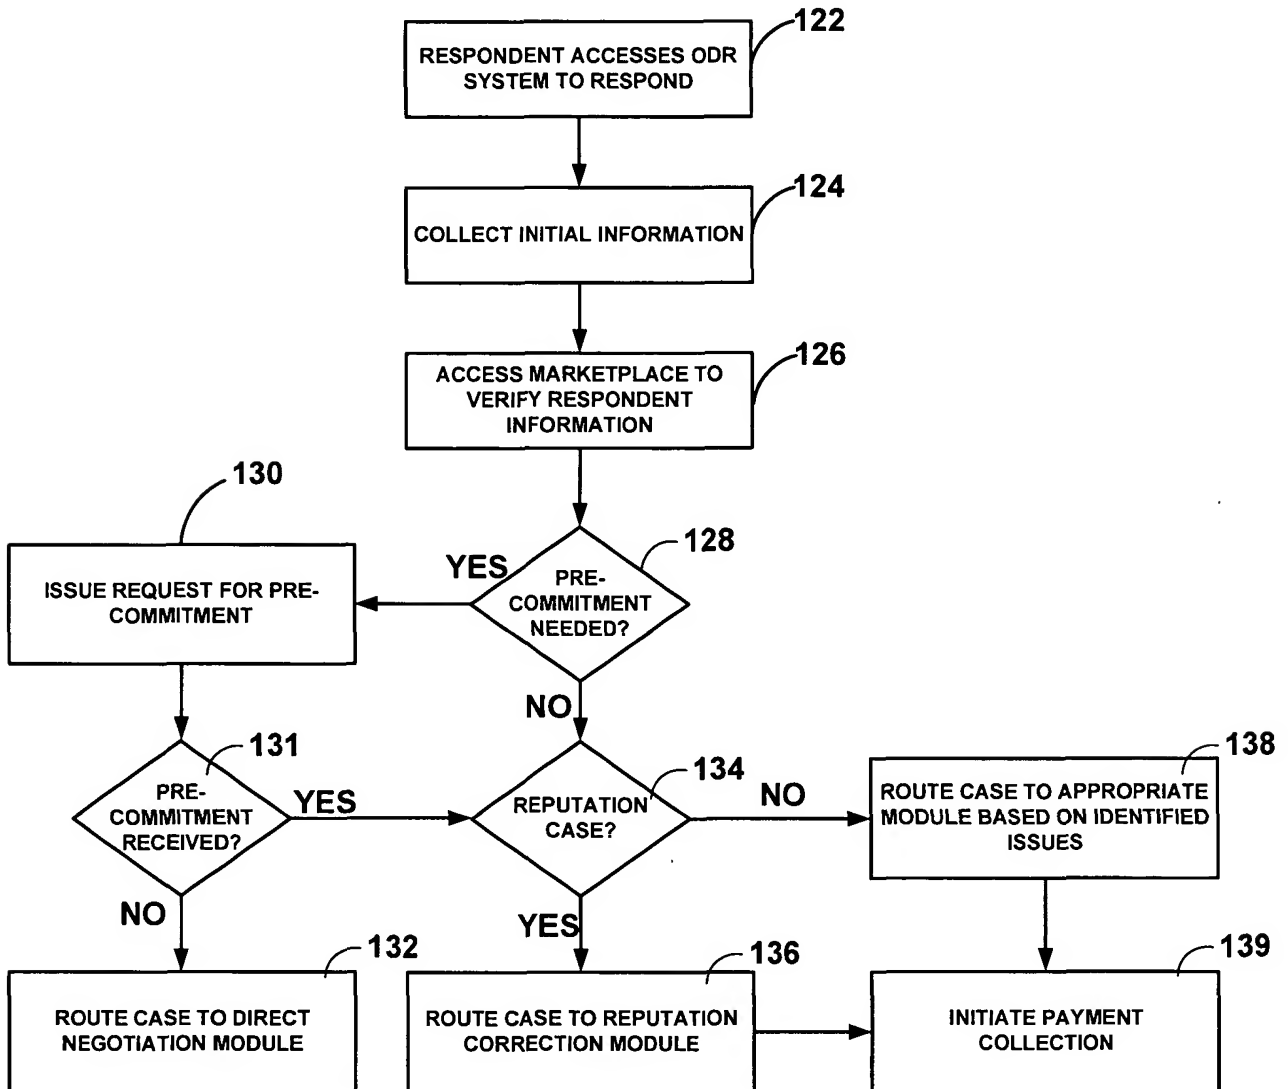 122
RESPONDENT ACCESSES ODR
SYSTEM TO RESPOND
124
COLLECT INITIAL INFORMATION
126
ACCESS MARKETPLACE TO
VERIFY RESPONDENT
INFORMATION
130
128
YES
ISSUE REQUEST FOR PRE-
COMMITMENT
PRE-
COMMITMENT
NEEDED?
NO
131
PRE-
COMMITMENT
RECEIVED?
YES
134
REPUTATION
CASE?
NO
138
ROUTE CASE TO APPROPRIATE
MODULE BASED ON IDENTIFIED
ISSUES
NO
YES
132
ROUTE CASE TO DIRECT
NEGOTIATION MODULE
136
ROUTE CASE TO REPUTATION
CORRECTION MODULE
139
INITIATE PAYMENT
COLLECTION